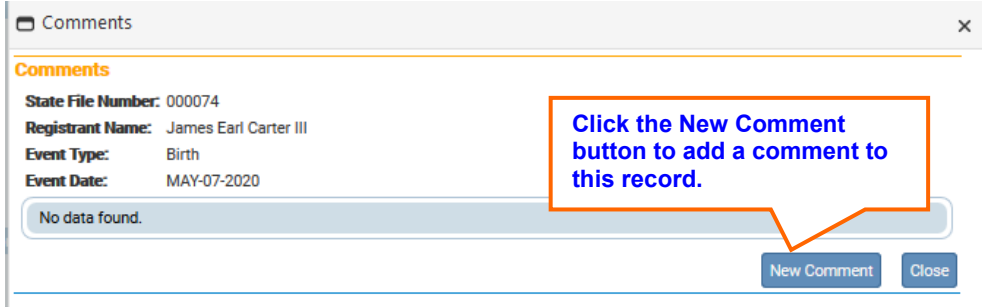 Comments
Comments
State File Number: 000074
Registrant Name: James Earl Carter III
Event Type: Birth
Event Date: MAY-07-2020
Click the New Comment
button to add a comment to
this record.
No data found.
New Comment Close